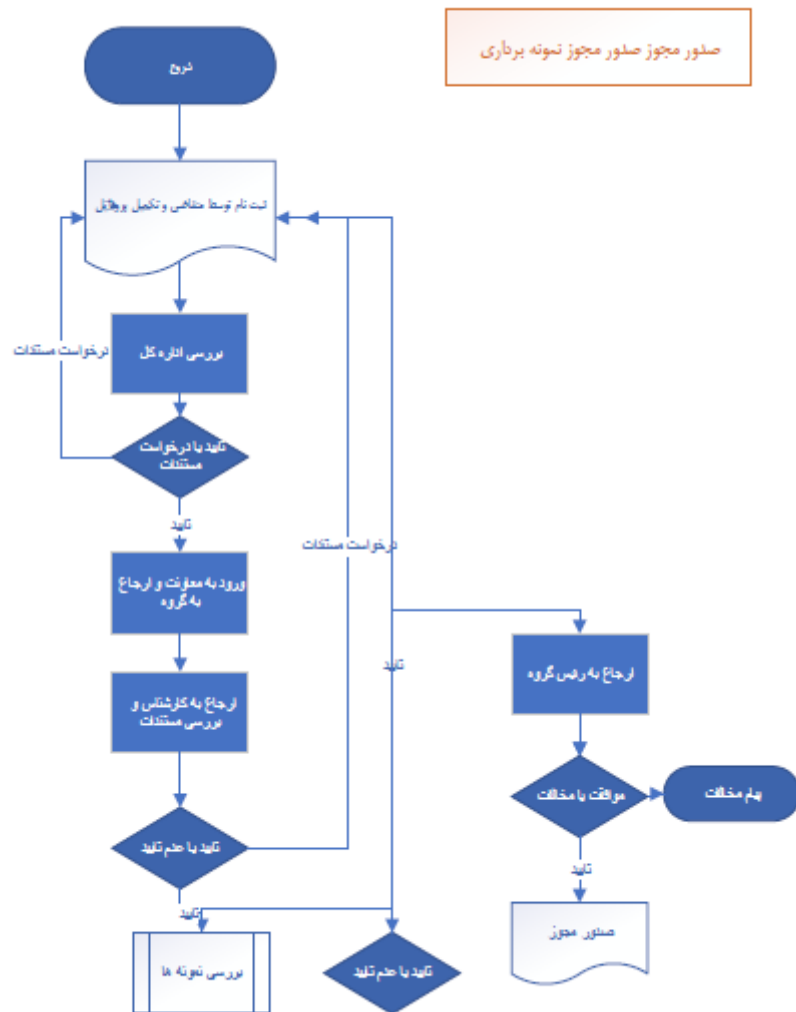 صدور مجوز صدور مجوز نمونه برداری
شروع
ثبت نام توسط متقاضی و تکمیل پروفایل
درخواست مستندات
بررسی اداره کل
تایید یا درخواست
مستندات
تایید
درخواست مستندات
ورود به معاونت و ارجاع
به گروه
تایید
ارجاع به رئیس گروه
ارجاع به کارشناس و
بررسی مستندات
موافقت یا مخالفت
پیام مخالفت
تایید یا عدم تایید
تایید
تایید
بررسی نمونه ها
تایید یا عدم تایید
صدور مجوز